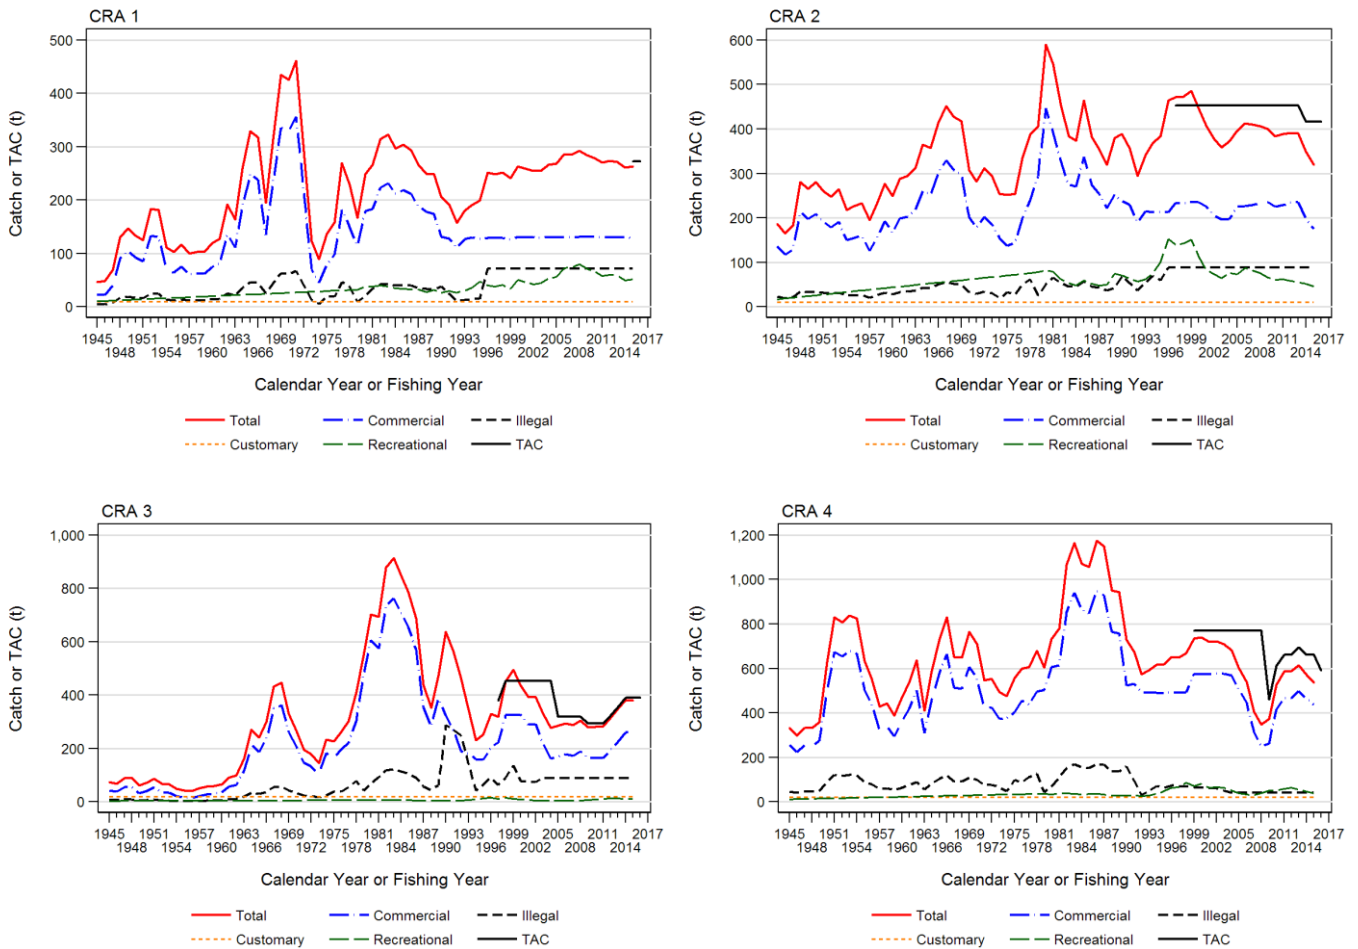 CRA 1
500
400
300
200
100
0
Catch or TAC (t)
1945 1951 1957 1963 1969 1975 1981 1987 1993 1999 2005 2011 2017
1948 1954 1960 1966 1972 1978 1984 1990 1996 2002 2008 2014
Calendar Year or Fishing Year
Total Commercial Illegal
Customary Recreational TAC
CRA 2
600
500
400
300
200
100
0
Catch or TAC (t)
1945 1951 1957 1963 1969 1975 1981 1987 1993 1999 2005 2011 2017
1948 1954 1960 1966 1972 1978 1984 1990 1996 2002 2008 2014
Calendar Year or Fishing Year
Total Commercial Illegal
Customary Recreational TAC
CRA 3
1,000
800
600
400
200
0
Catch or TAC (t)
1945 1951 1957 1963 1969 1975 1981 1987 1993 1999 2005 2011 2017
1948 1954 1960 1966 1972 1978 1984 1990 1996 2002 2008 2014
Calendar Year or Fishing Year
Total Commercial Illegal
Customary Recreational TAC
CRA 4
1,200
1,000
800
600
400
200
0
Catch or TAC (t)
1945 1951 1957 1963 1969 1975 1981 1987 1993 1999 2005 2011 2017
1948 1954 1960 1966 1972 1978 1984 1990 1996 2002 2008 2014
Calendar Year or Fishing Year
Total Commercial Illegal
Customary Recreational TAC